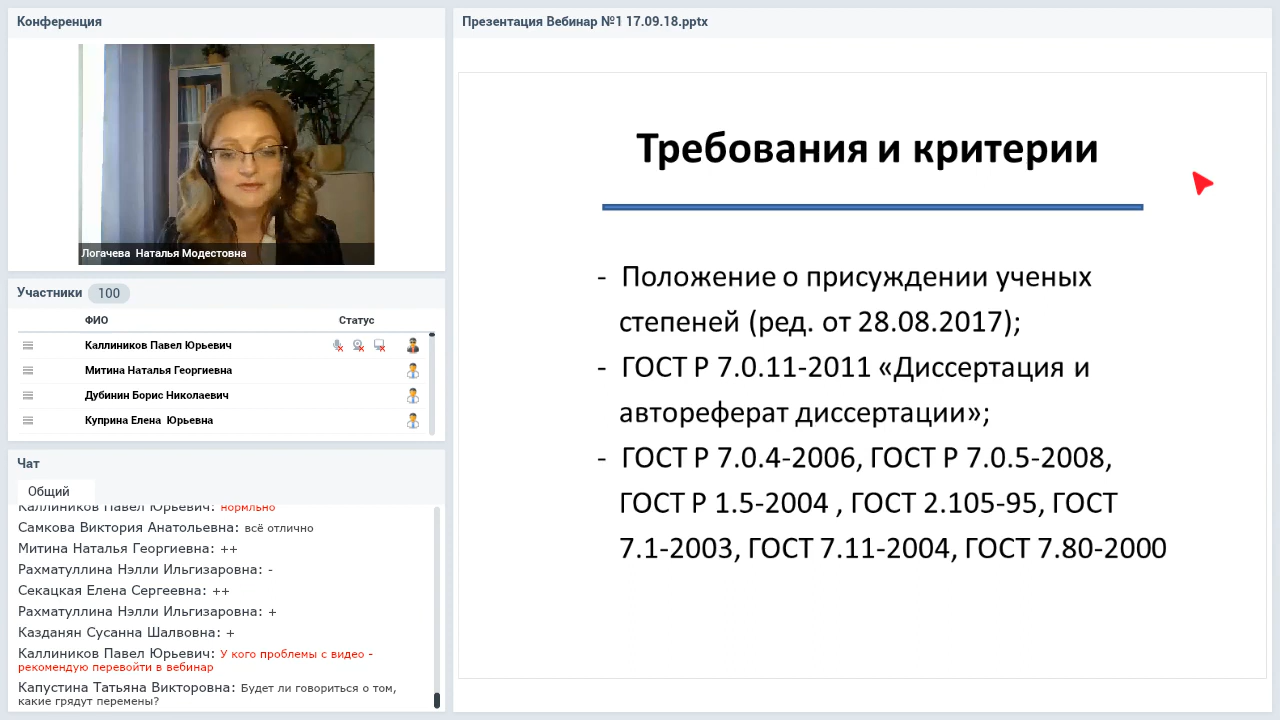 Конференция
Логачева Наталья Модестовна
Участники 100
ФИО Статус
Каллиников Павел Юрьевич
Митина Наталья Георгиевна
Дубинин Борис Николаевич
Куприна Елена Юрьевна
Чат
Общий
Каллиников Павел Юрьевич: нормльно
Самкова Виктория Анатольевна: всё отлично
Митина Наталья Георгиевна: ++
Рахматуллина Нэлли Ильгизаровна: -
Секацкая Елена Сергеевна: ++
Рахматуллина Нэлли Ильгизаровна: +
Казданян Сусанна Шалвовна: +
Каллиников Павел Юрьевич: У кого проблемы с видео -
рекомендую перевойти в вебинар
Капустина Татьяна Викторовна: Будет ли говориться о том,
какие грядут перемены?
Презентация Вебинар №1 17.09.18.pptx
Требования и критерии
- Положение о присуждении ученых
степеней (ред. от 28.08.2017);
- ГОСТ Р 7.0.11-2011 «Диссертация и
автореферат диссертации»;
- ГОСТ Р 7.0.4-2006, ГОСТ Р 7.0.5-2008,
ГОСТ Р 1.5-2004 , ГОСТ 2.105-95, ГОСТ
7.1-2003, ГОСТ 7.11-2004, ГОСТ 7.80-2000